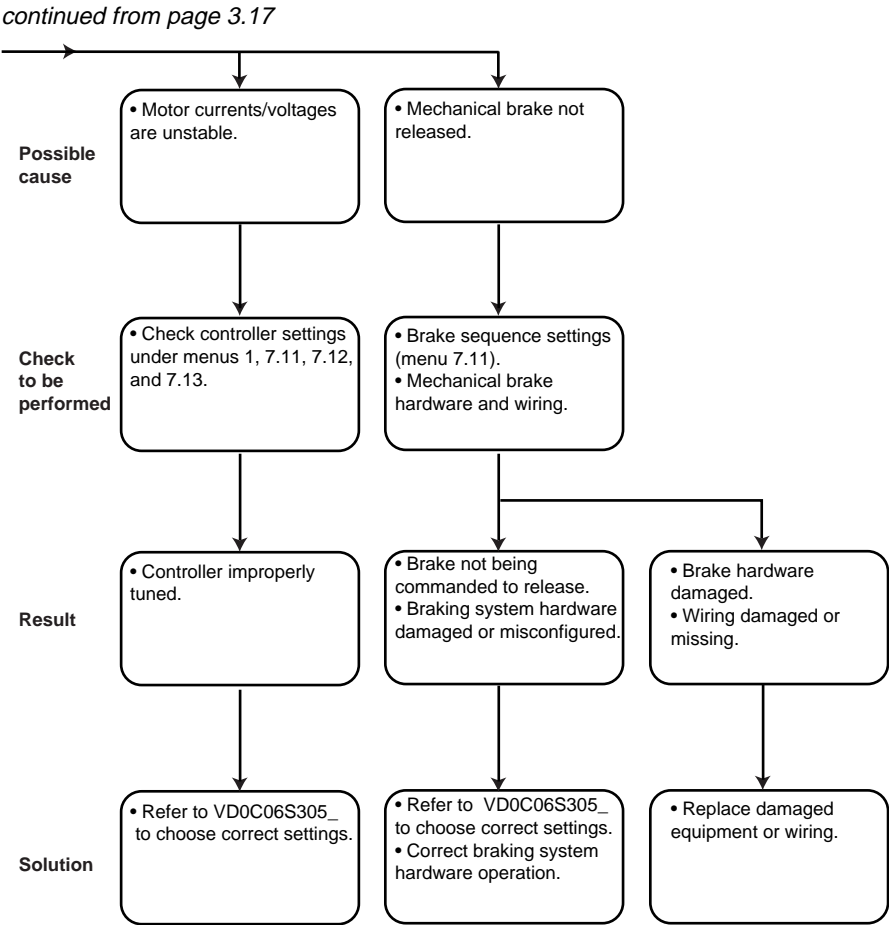 continued from page 3.17
Possible
cause
• Motor currents/voltages
are unstable.
• Mechanical brake not
released.
Check
to be
performed
• Check controller settings
under menus 1, 7.11, 7.12,
and 7.13.
• Brake sequence settings
(menu 7.11).
• Mechanical brake
hardware and wiring.
Result
• Controller improperly
tuned.
• Brake not being
commanded to release.
• Braking system hardware
damaged or misconfigured.
• Brake hardware
damaged.
• Wiring damaged or
missing.
Solution
• Refer to VD0C06S305_
to choose correct settings.
• Refer to VD0C06S305_
to choose correct settings.
• Correct braking system
hardware operation.
• Replace damaged
equipment or wiring.